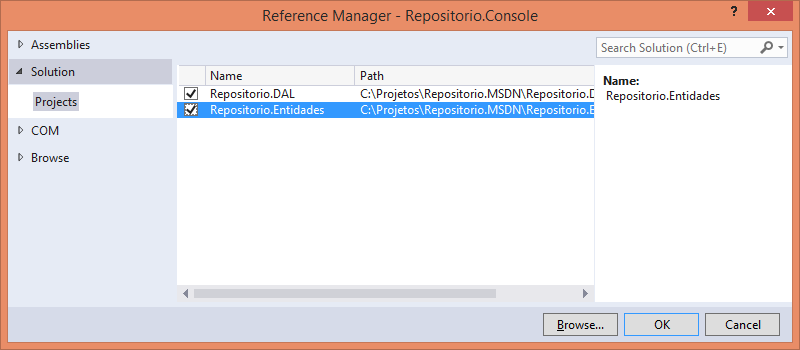 Reference Manager - Repositorio.Console
?
Assemblies
Solution
Projects
COM
Browse
Name Path
Repositorio.DAL C:\Projetos\Repositorio.MSDN\Repositorio.D
Repositorio.Entidades C:\Projetos\Repositorio.MSDN\Repositorio.E
Search Solution (Ctrl+E)
Name:
Repositorio.Entidades
Browse... OK Cancel